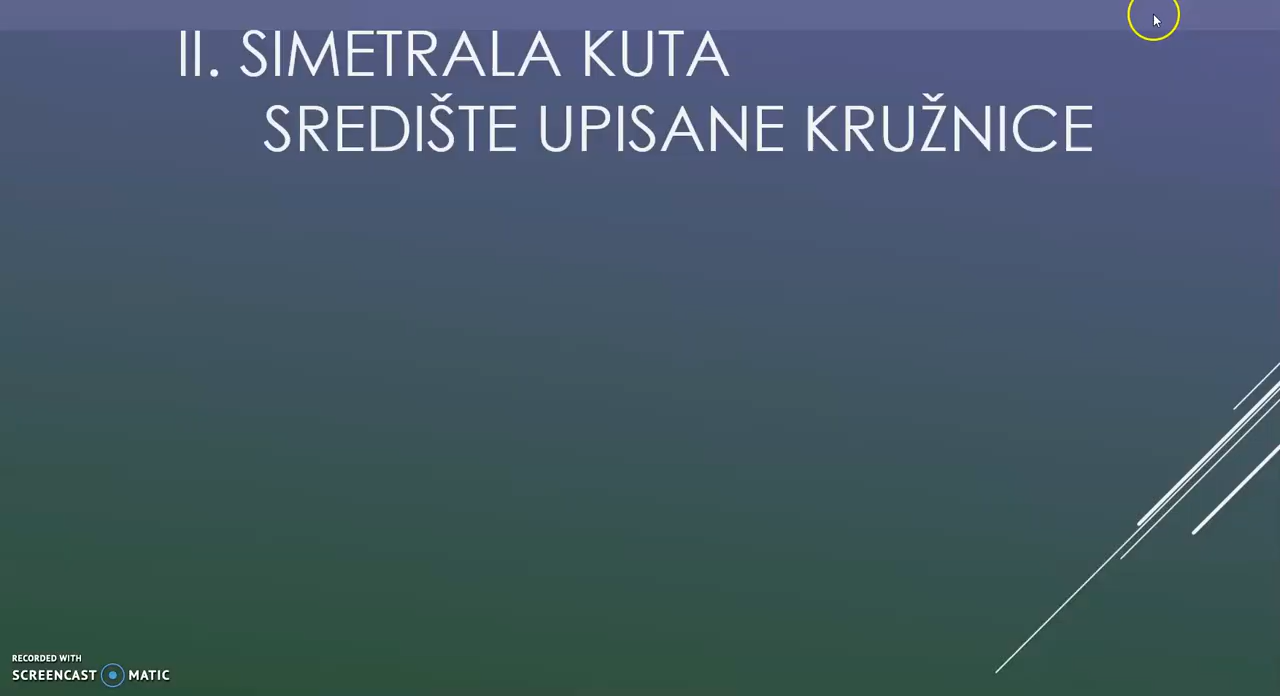 II. SIMETRALA KUTA
SREDIŠTE UPISANE KRUŽNICE
RECORDED WITH
SCREENCAST MATIC